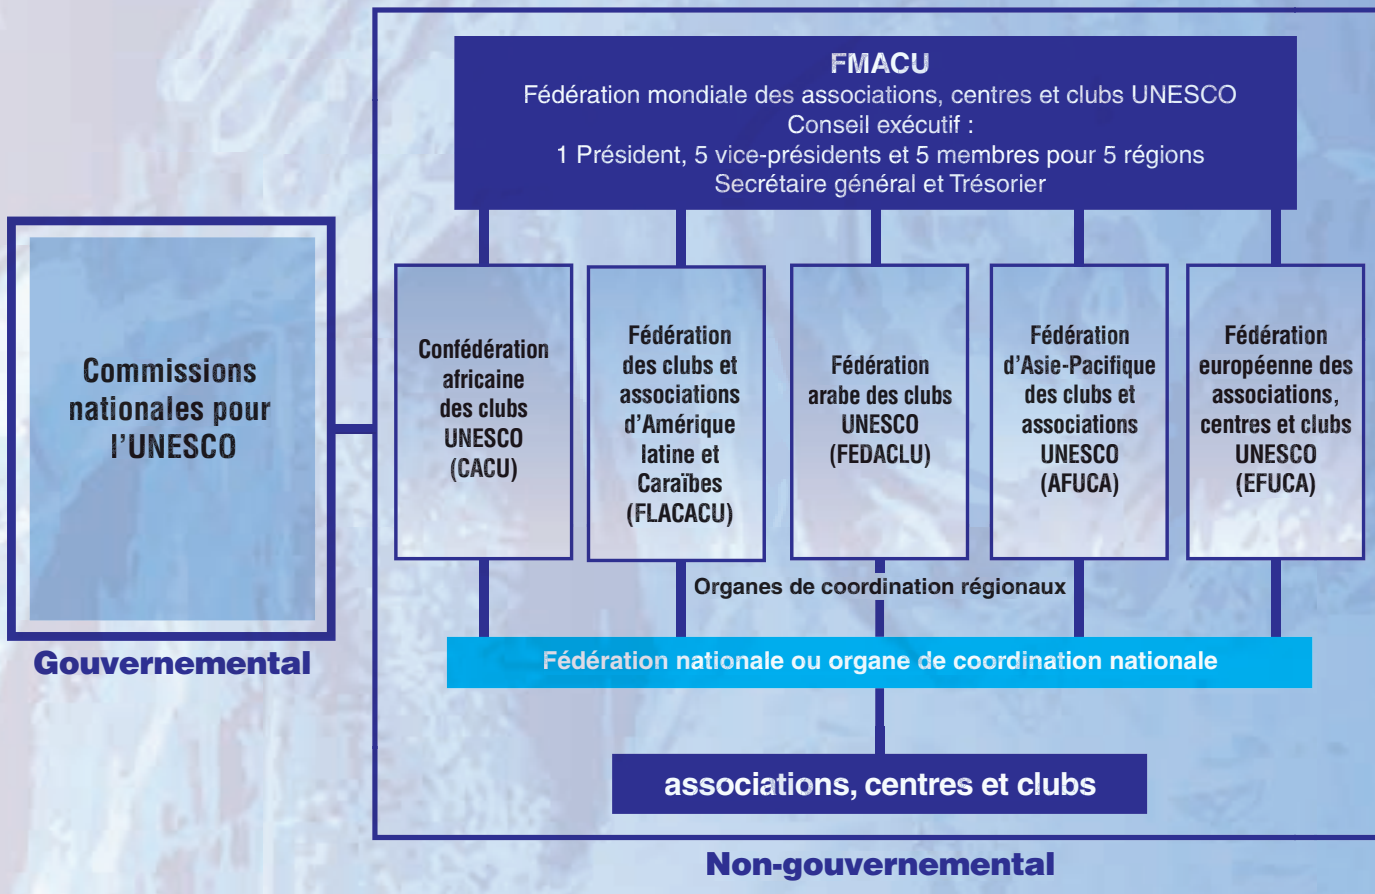 FMACU
Fédération mondiale des associations, centres et clubs UNESCO
Conseil exécutif :
1 Président, 5 vice-présidents et 5 membres pour 5 régions
Secrétaire général et Trésorier
Commissions
nationales pour
l'UNESCO
Gouvernemental
Confédération
africaine
des clubs
UNESCO
(CACU)
Fédération
des clubs et
associations
d'Amérique
latine et
Caraïbes
(FLACACU)
Fédération
arabe des clubs
UNESCO
(FEDACLU)
Fédération
d'Asie-Pacifique
des clubs et
associations
UNESCO
(AFUCA)
Fédération
européenne des
associations,
centres et clubs
UNESCO
(EFUCA)
Organes de coordination régionaux
Fédération nationale ou organe de coordination nationale
associations, centres et clubs
Non-gouvernemental